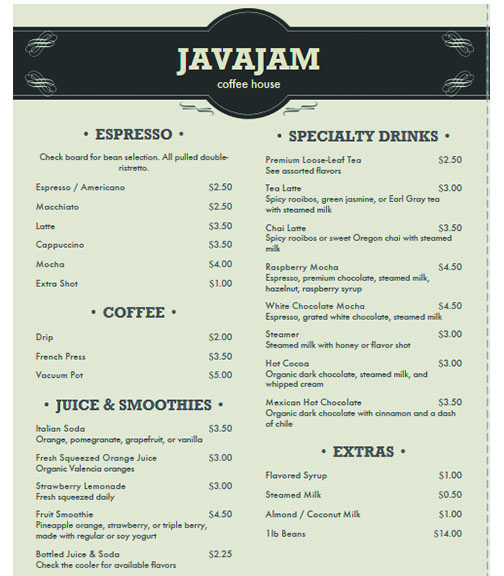 JAVAJAM
coffee house
• ESPRESSO •
Check board for bean selection. All pulled double-
ristretto.
Espresso / Americano $2.50
Macchiato $2.50
Latte $3.50
Cappuccino $3.50
Mocha $4.00
Extra Shot $1.00
• COFFEE •
Drip $2.00
French Press $3.50
Vacuum Pot $5.00
• JUICE & SMOOTHIES •
Italian Soda $3.50
Orange, pomegranate, grapefruit, or vanilla
Fresh Squeezed Orange Juice $3.00
Organic Valencia oranges
Strawberry Lemonade $3.00
Fresh squeezed daily
Fruit Smoothie $4.50
Pineapple orange, strawberry, or triple berry,
made with regular or soy yogurt
Bottled Juice & Soda $2.25
Check the cooler for available flavors
• SPECIALTY DRINKS •
Premium Loose-Leaf Tea $2.50
See assorted flavors
Tea Latte $3.00
Spicy rooibos, green jasmine, or Earl Gray tea
with steamed milk
Chai Latte $3.50
Spicy rooibos or sweet Oregon chai with steamed
milk
Raspberry Mocha $4.50
Espresso, premium chocolate, steamed milk,
hazelnut, raspberry syrup
White Chocolate Mocha $4.50
Espresso, grated white chocolate, steamed milk
Steamer $3.00
Steamed milk with honey or flavor shot
Hot Cocoa $3.00
Organic dark chocolate, steamed milk, and
whipped cream
Mexican Hot Chocolate $3.50
Organic dark chocolate with cinnamon and a dash
of chile
• EXTRAS •
Flavored Syrup $1.00
Steamed Milk $0.50
Almond / Coconut Milk $1.00
1lb Beans $14.00